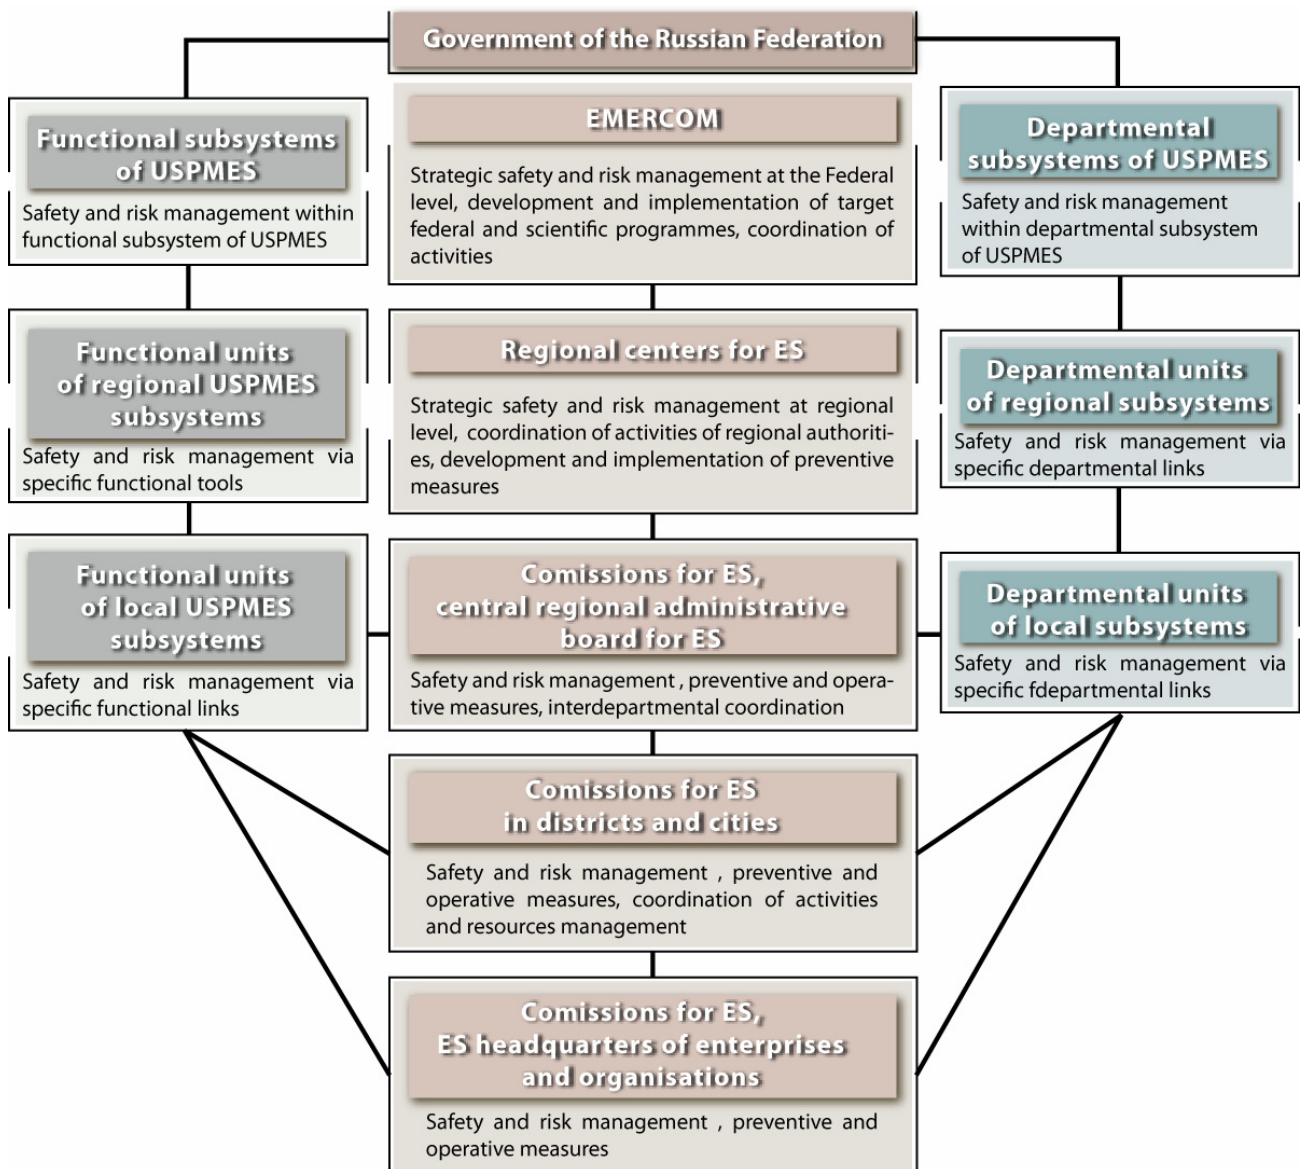 Government of the Russian Federation
Functional subsystems
of USPMES
Safety and risk management within
functional subsystem of USPMES
EMERCOM
Strategic safety and risk management at the Federal
level, development and implementation of target
federal and scientific programmes, coordination of
activities
Departmental
subsystems of USPMES
Safety and risk management
within departmental subsystem
of USPMES
Functional units
of regional USPMES
subsystems
Safety and risk management via
specific functional tools
Regional centers for ES
Strategic safety and risk management at regional
level, coordination of activities of regional authoriti-
es, development and implementation of preventive
measures
Departmental units
of regional subsystems
Safety and risk management via
specific departmental links
Functional units
of local USPMES
subsystems
Safety and risk management via
specific functional links
Comissions for ES,
central regional administrative
board for ES
Safety and risk management , preventive and opera-
tive measures, interdepartmental coordination
Departmental units
of local subsystems
Safety and risk management via
specific fdepartmental links
Comissions for ES
in districts and cities
Safety and risk management , preventive and
operative measures, coordination of activities
and resources management
Comissions for ES,
ES headquarters of enterprises
and organisations
Safety and risk management , preventive and
operative measures